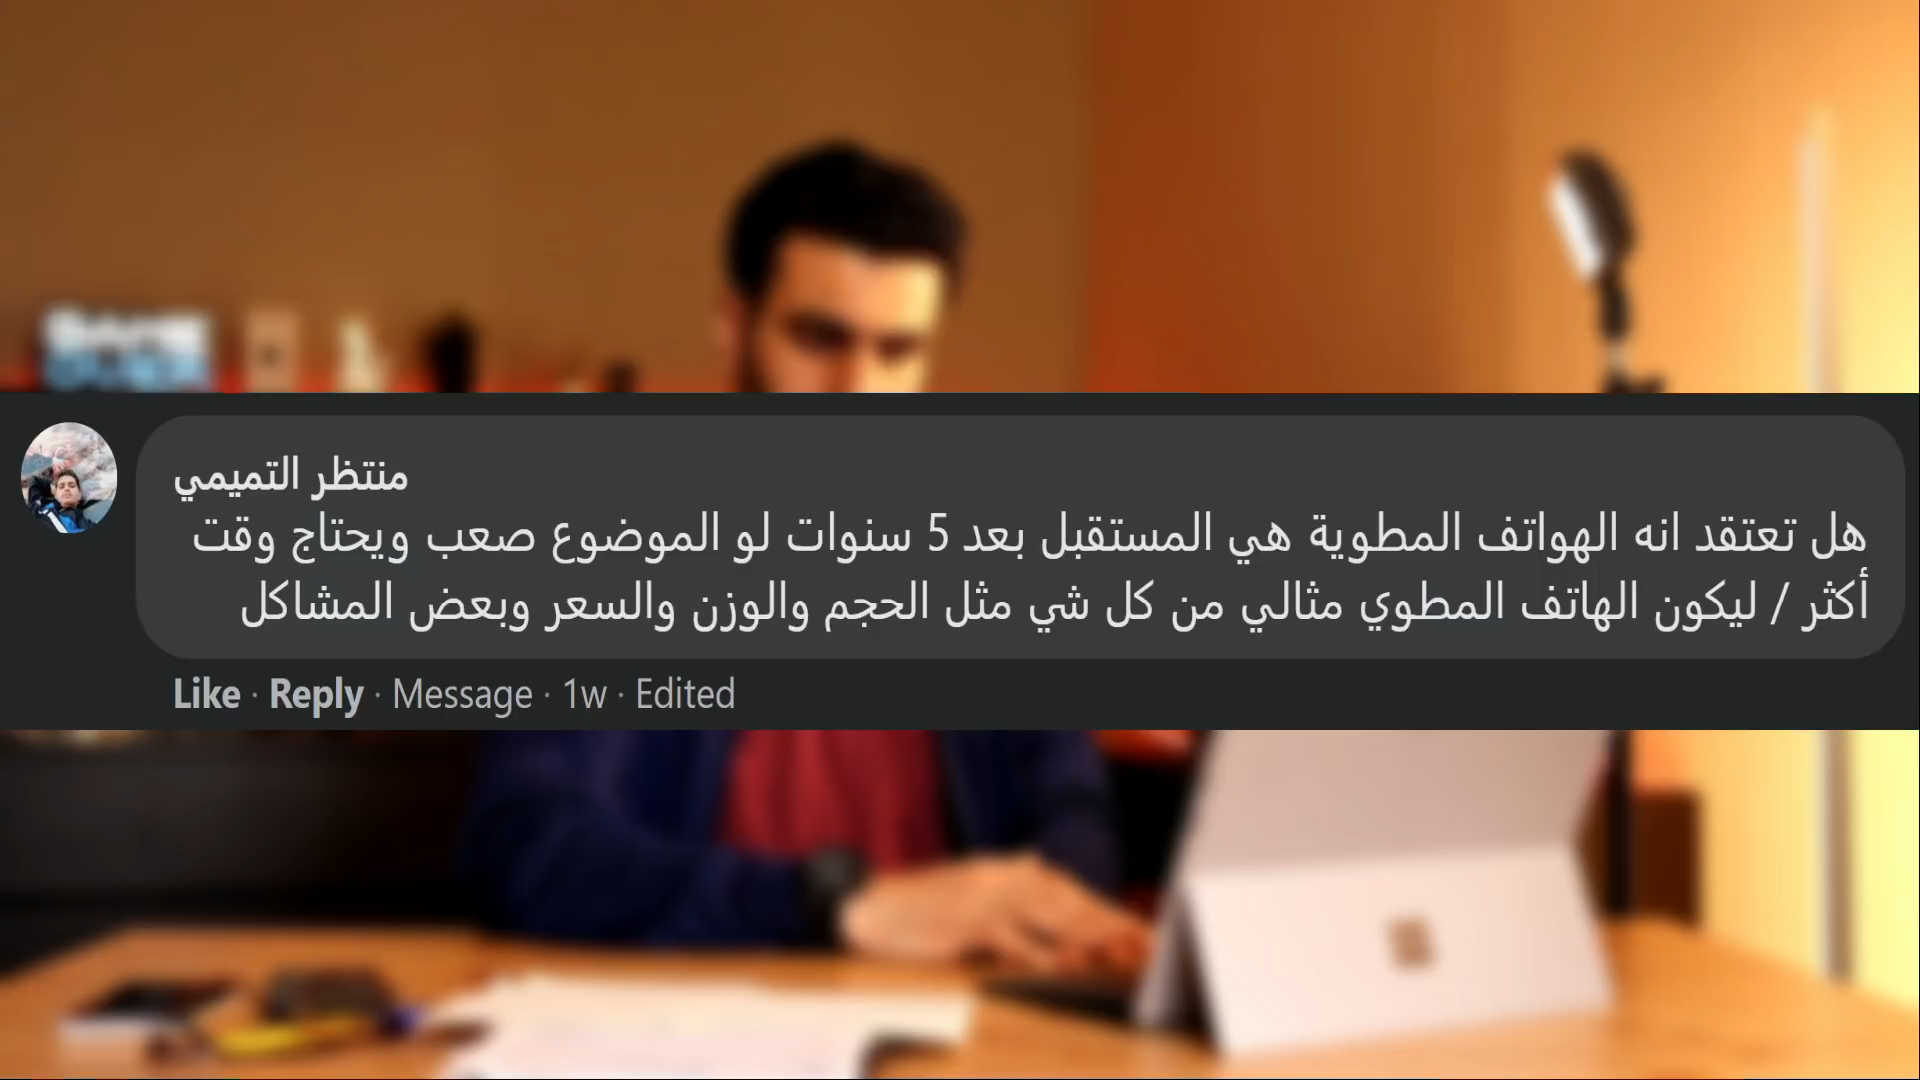 منتظر التميمي
هل تعتقد انه الهواتف المطوية هي المستقبل بعد 5 سنوات لو الموضوع صعب ويحتاج وقت
أكثر / ليكون الهاتف المطوي مثالي من كل شي مثل الحجم والوزن والسعر وبعض المشاكل
Like · Reply · Message · 1w · Edited